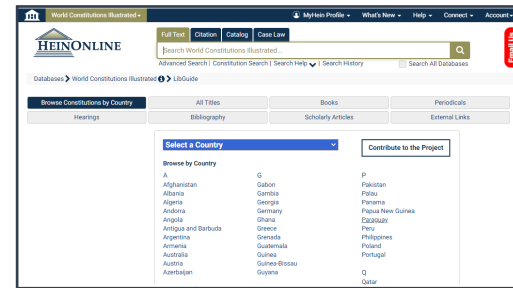 World Constitutions Illustrated
MyHein Profile
What's New
Help
Connect
Account
HEINONLINE
Full Text
Citation
Catalog
Case Law
Search World Constitutions Illustrated...
Advanced Search | Constitution Search | Search Help | Search History
Search All Databases
Email Us
Databases > World Constitutions Illustrated > LibGuide
Browse Constitutions by Country
All Titles
Books
Periodicals
Hearings
Bibliography
Scholarly Articles
External Links
Select a Country
Contribute to the Project
Browse by Country
A
Afghanistan
Albania
Algeria
Andorra
Angola
Antigua and Barbuda
Argentina
Armenia
Australia
Austria
Azerbaijan
G
Gabon
Gambia
Georgia
Germany
Ghana
Greece
Grenada
Guatemala
Guinea
Guinea-Bissau
Guyana
P
Pakistan
Palau
Panama
Papua New Guinea
Paraguay
Peru
Philippines
Poland
Portugal
Q
Qatar